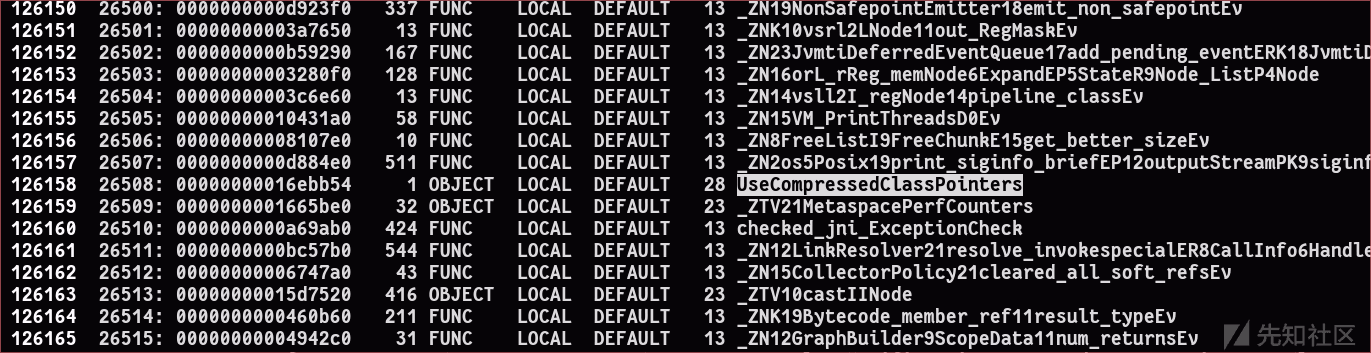 126150  26500: 0000000000d923f0   337 FUNC    LOCAL  DEFAULT   13 _ZN19NonSafepointEmitter18emit_non_safepointEv
126151  26501: 00000000003a7650    13 FUNC    LOCAL  DEFAULT   13 _ZNK10vsrl2LNode11out_RegMaskEv
126152  26502: 0000000000b59290   167 FUNC    LOCAL  DEFAULT   13 _ZN23JvmtiDeferredEventQueue17add_pending_eventERK18JvmtiD
126153  26503: 00000000003280f0   128 FUNC    LOCAL  DEFAULT   13 _ZN16orL_rReg_memNode6ExpandEP5StateR9Node_ListP4Node
126154  26504: 00000000003c6e60    13 FUNC    LOCAL  DEFAULT   13 _ZN14vsll2I_regNode14pipeline_classEv
126155  26505: 00000000010431a0    58 FUNC    LOCAL  DEFAULT   13 _ZN15VM_PrintThreadsD0Ev
126156  26506: 00000000008107e0    10 FUNC    LOCAL  DEFAULT   13 _ZN8FreeListI9FreeChunkE15get_better_sizeEv
126157  26507: 0000000000d884e0   511 FUNC    LOCAL  DEFAULT   13 _ZN2os5Posix19print_siginfo_briefEP12outputStreamPK9siginf
126158  26508: 00000000016ebb54     1 OBJECT  LOCAL  DEFAULT   28 UseCompressedClassPointers
126159  26509: 0000000001665be0    32 OBJECT  LOCAL  DEFAULT   23 _ZTV21MetaspacePerfCounters
126160  26510: 0000000000a69ab0   424 FUNC    LOCAL  DEFAULT   13 checked_jni_ExceptionCheck
126161  26511: 0000000000bc57b0   544 FUNC    LOCAL  DEFAULT   13 _ZN12LinkResolver21resolve_invokespecialER8CallInfo6Handle
126162  26512: 00000000006747a0    43 FUNC    LOCAL  DEFAULT   13 _ZN15CollectorPolicy21cleared_all_soft_refsEv
126163  26513: 00000000015d7520   416 OBJECT  LOCAL  DEFAULT   23 _ZTV10castIINode
126164  26514: 0000000000460b60   211 FUNC    LOCAL  DEFAULT   13 _ZNK19Bytecode_member_ref11result_typeEv
126165  26515: 00000000004942c0    31 FUNC    LOCAL  DEFAULT   13 _ZN12GraphBuilder9ScopeData11num_returnsEv
先知社区